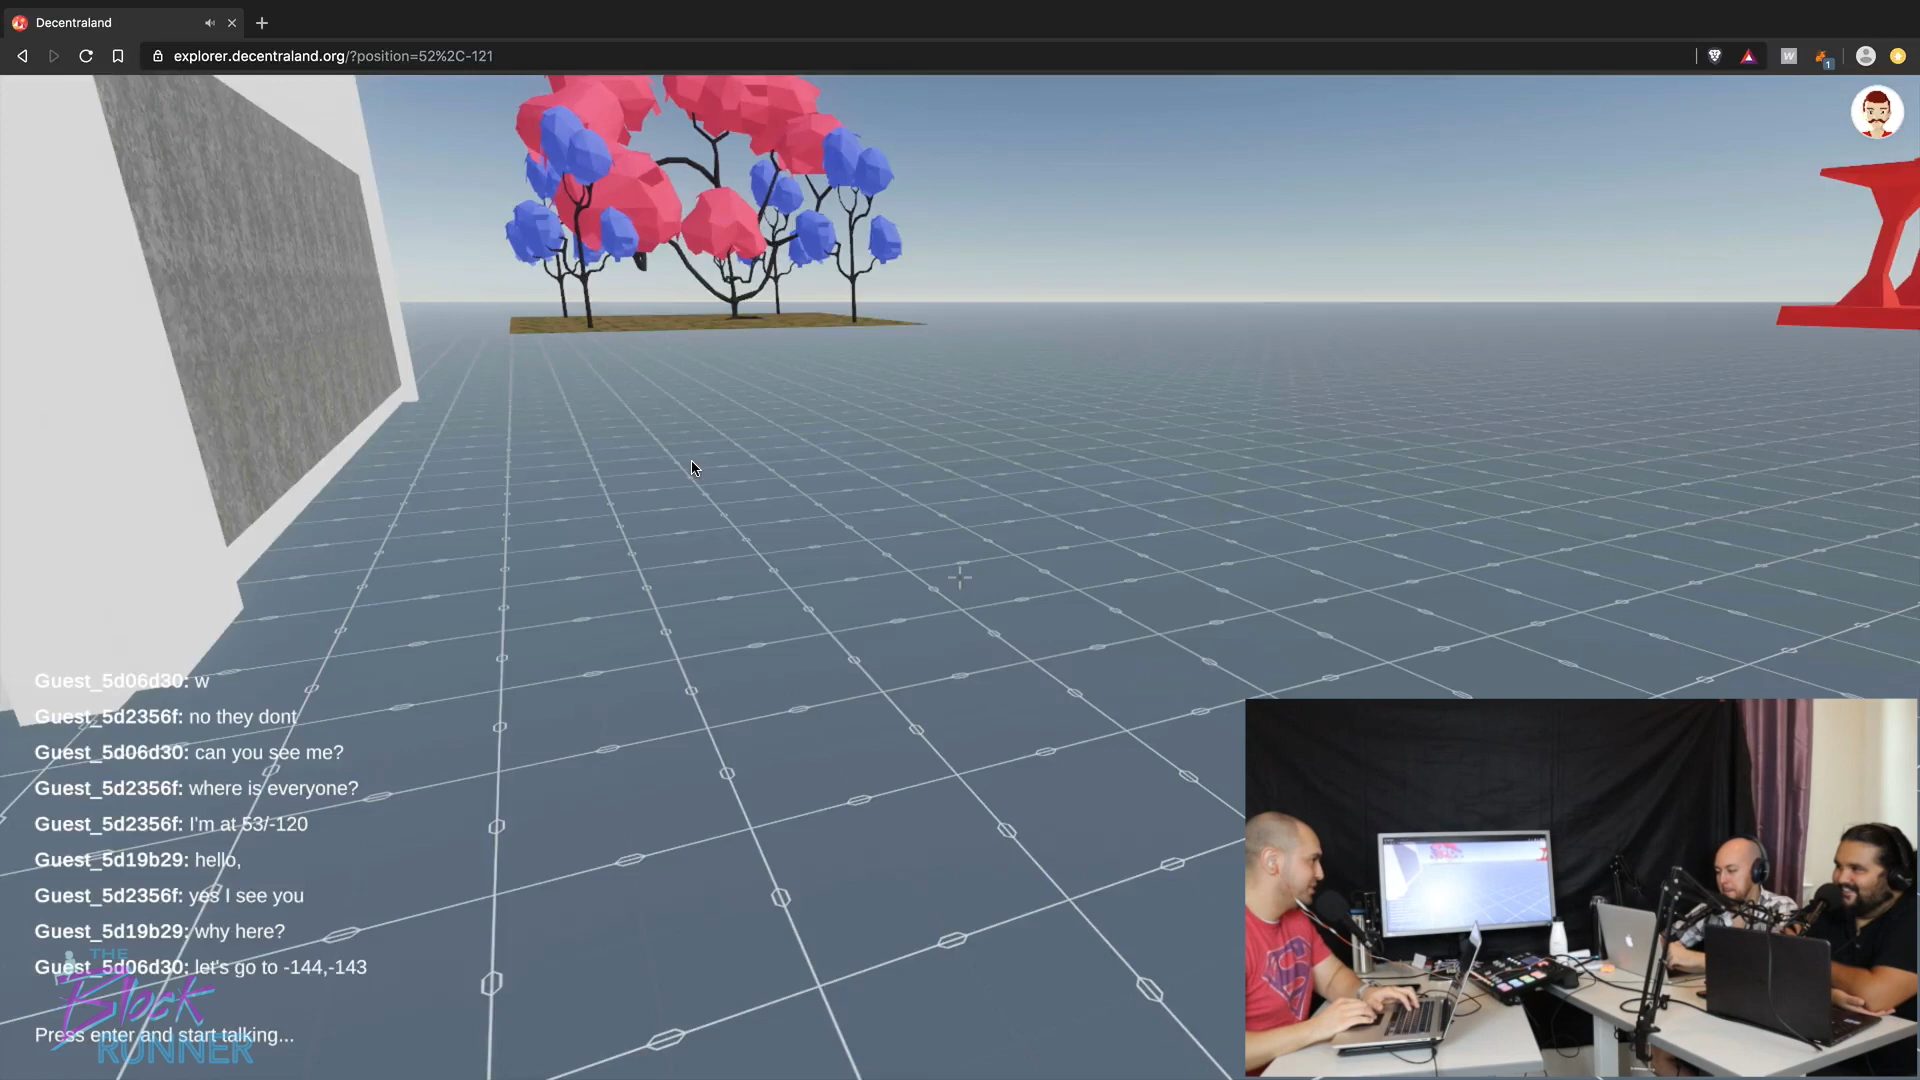 Decentraland
explorer.decentraland.org/?position=52%2C-121
W
1
Guest_5d06d30: w
Guest_5d2356f: no they dont
Guest_5d06d30: can you see me?
Guest_5d2356f: where is everyone?
Guest_5d2356f: I'm at 53/-120
Guest_5d19b29: hello,
Guest_5d2356f: yes I see you
Guest_5d19b29: why here?
Guest_5d06d30: let's go to -144,-143
THE
Block
RUNNER
Press enter and start talking...